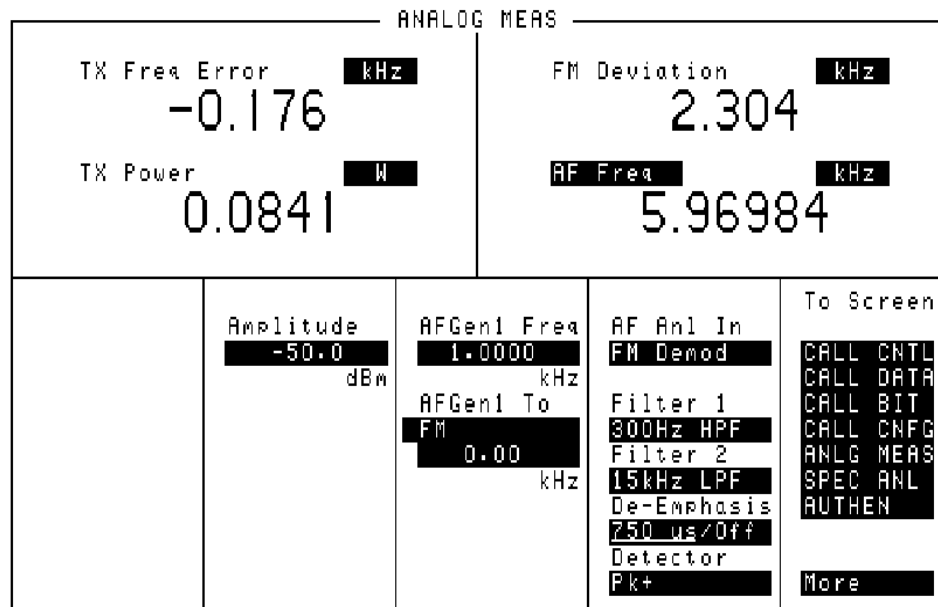 ANALOG MEAS
TX Freq Error kHz
-0.176
FM Deviation kHz
2.304
TX Power W
0.0841
AF Freq kHz
5.96984
Amplitude
-50.0
dBm
AFGen1 Freq
1.0000
kHz
AFGen1 To
FM
0.00
kHz
AF Anl In
FM Demod
Filter 1
300Hz HPF
Filter 2
15kHz LPF
De-Emphasis
750 us/Off
Detector
Pk+
To Screen
CALL CNTL
CALL DATA
CALL BIT
CALL CNFG
ANLG MEAS
SPEC ANL
AUTHEN
More